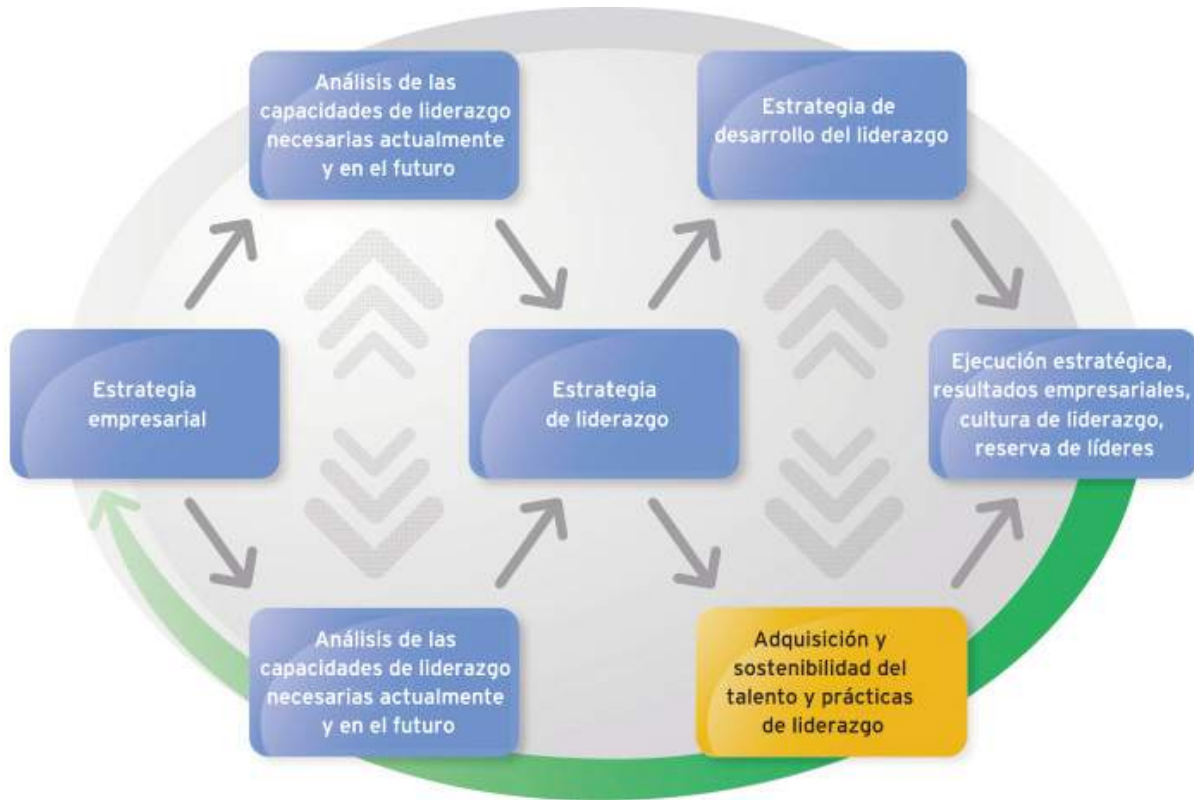 Análisis de las
capacidades de liderazgo
necesarias actualmente
y en el futuro
Estrategia de
desarrollo del liderazgo
Estrategia
empresarial
Estrategia
de liderazgo
Ejecución estratégica,
resultados empresariales,
cultura de liderazgo,
reserva de líderes
Análisis de las
capacidades de liderazgo
necesarias actualmente
y en el futuro
Adquisición y
sostenibilidad del
talento y prácticas
de liderazgo